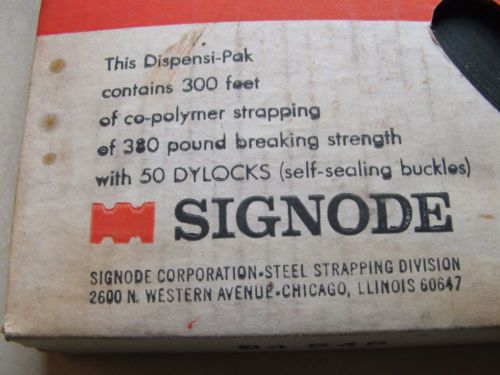 This Dispensi-Pak
contains 300 feet
of co-polymer strapping
of 380 pound breaking strength
with 50 DYLOCKS (self-sealing buckles)
SIGNODE
SIGNODE CORPORATION·STEEL STRAPPING DIVISION
2600 N. WESTERN AVENUE·CHICAGO, ILLINOIS 60647